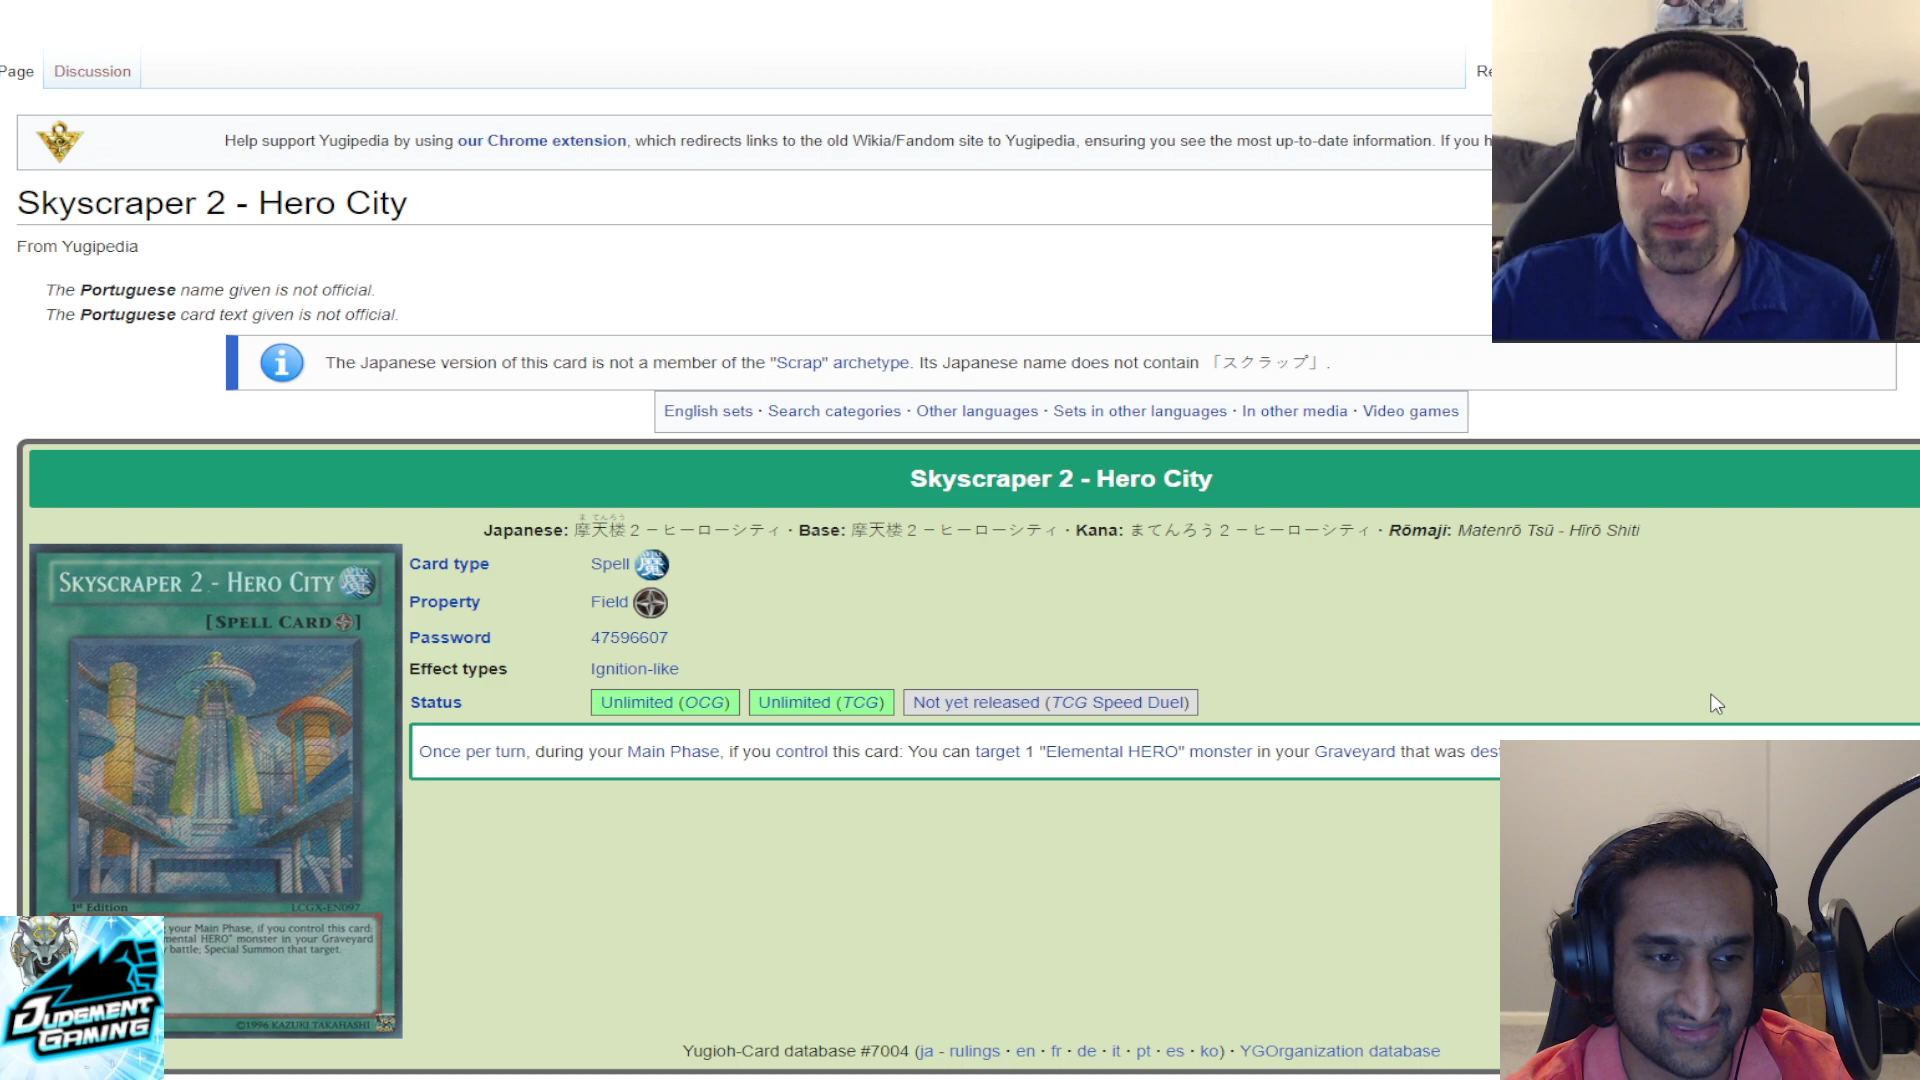 Page
Discussion
Help support Yugipedia by using our Chrome extension, which redirects links to the old Wikia/Fandom site to Yugipedia, ensuring you see the most up-to-date information. If you
Skyscraper 2 - Hero City
From Yugipedia
The Portuguese name given is not official.
The Portuguese card text given is not official.
The Japanese version of this card is not a member of the "Scrap" archetype. Its Japanese name does not contain 「スクラップ」.
English sets · Search categories · Other languages · Sets in other languages · In other media · Video games
Skyscraper 2 - Hero City
ま てんろう
Japanese: 摩天楼2－ヒーローシティ · Base: 摩天楼2－ヒーローシティ · Kana: まてんろう2－ヒーローシティ · Rōmaji: Matenrō Tsū - Hīrō Shiti
Skyscraper 2 - Hero City 魔
[Spell Card]
1st Edition
LCGX-EN097
your Main Phase, if you control this card:
HERO" monster in your Graveyard
battle; Special Summon that target.
©1996 KAZUKI TAKAHASHI
Card type Spell 魔
Property Field
Password 47596607
Effect types Ignition-like
Status Unlimited (OCG) Unlimited (TCG) Not yet released (TCG Speed Duel)
Once per turn, during your Main Phase, if you control this card: You can target 1 "Elemental HERO" monster in your Graveyard that was
Yugioh-Card database #7004 (ja - rulings · en · fr · de · it · pt · es · ko) · YGOrganization database
JUDGMENT
GAMING